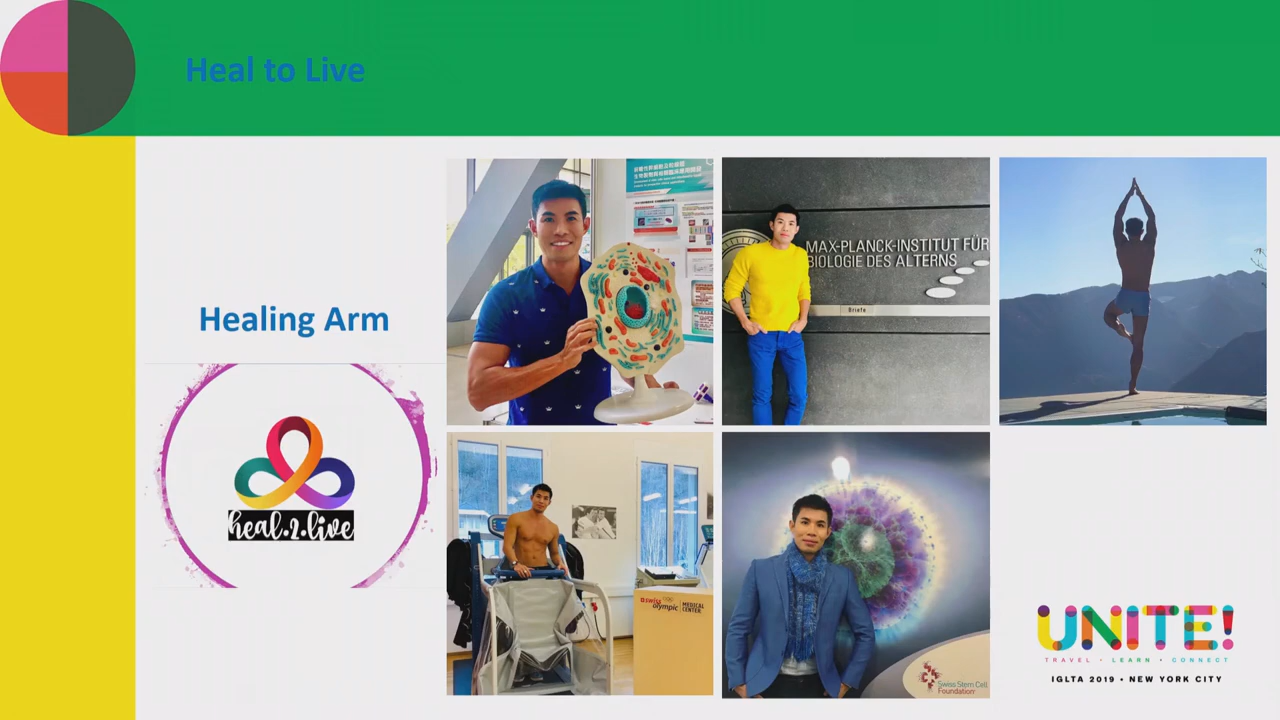 Heal to Live
Healing Arm
heal.2.live
MAX-PLANCK-INSTITUT FÜR
BIOLOGIE DES ALTERNS
Briefe
swiss
olympic
MEDICAL
CENTER
Swiss Stem Cell
Foundation
UNITE!
TRAVEL • LEARN • CONNECT
IGLTA 2019 • NEW YORK CITY